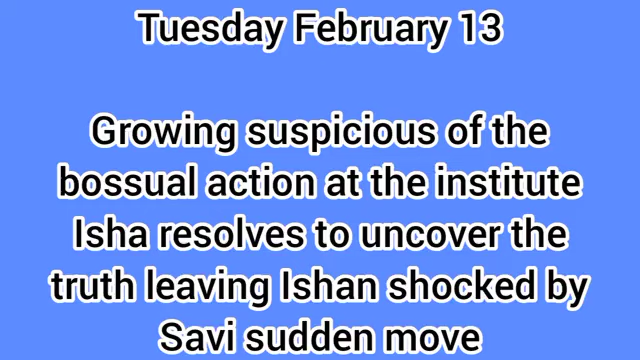 Tuesday February 13
Growing suspicious of the
bossual action at the institute
Isha resolves to uncover the
truth leaving Ishan shocked by
Savi sudden move